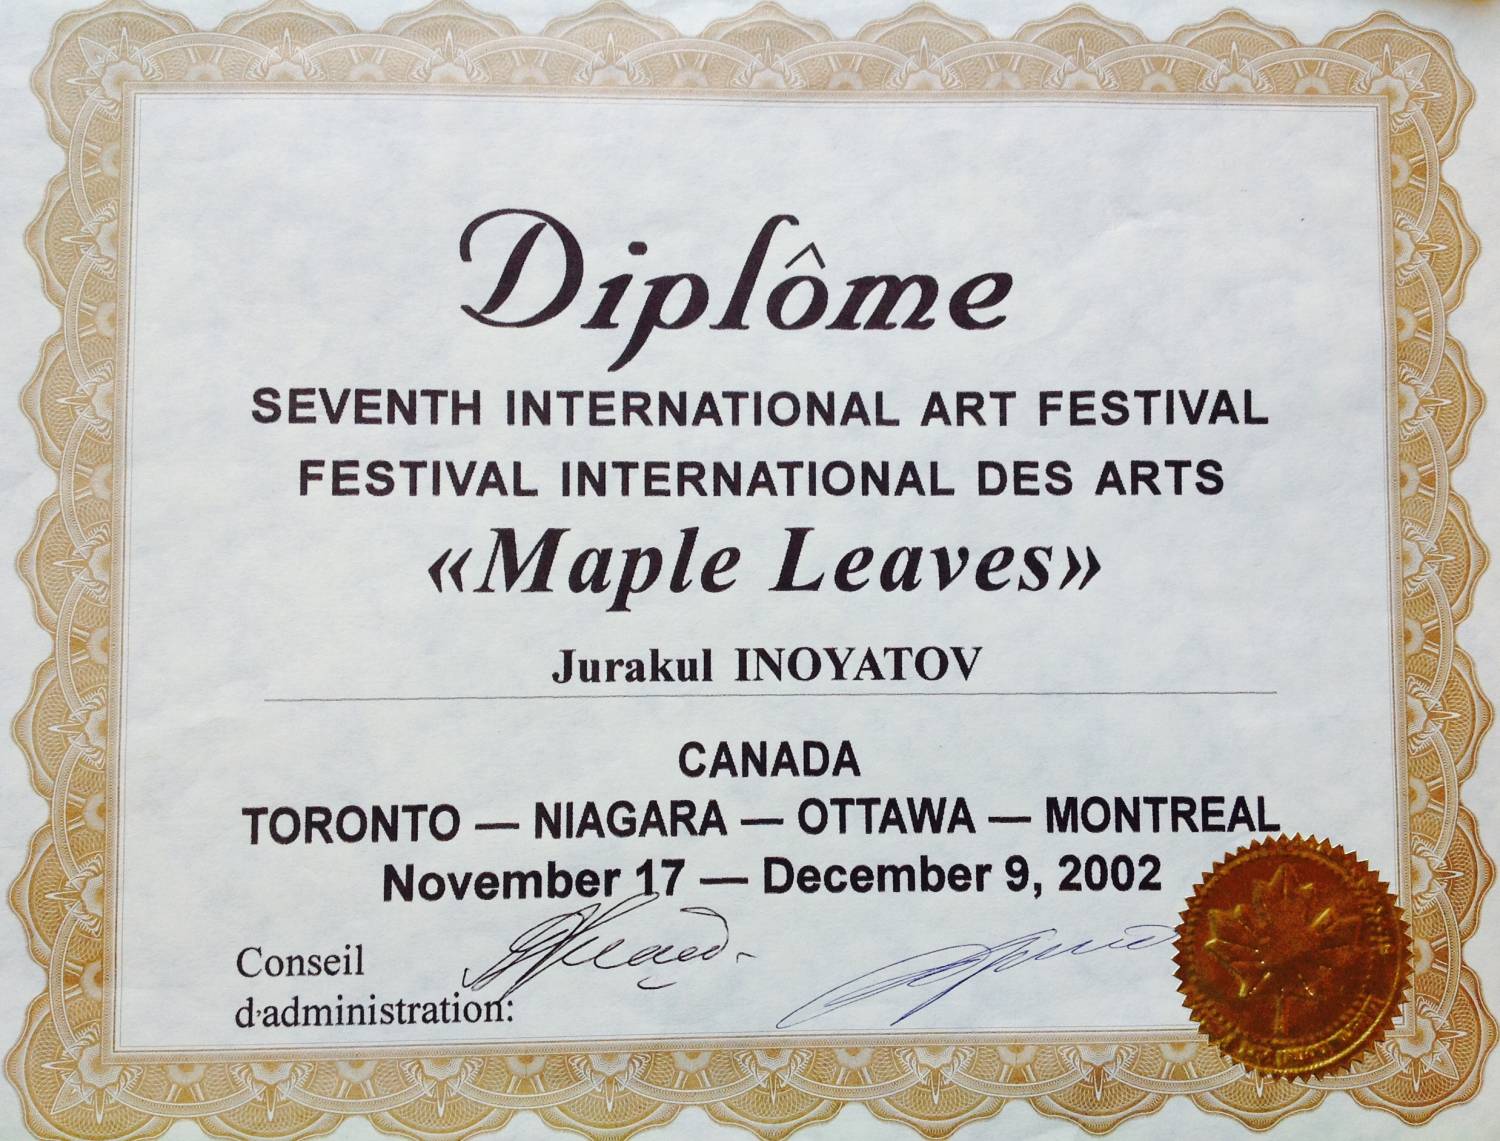 Diplôme
SEVENTH INTERNATIONAL ART FESTIVAL
FESTIVAL INTERNATIONAL DES ARTS
«Maple Leaves»
Jurakul INOYATOV
CANADA
TORONTO — NIAGARA — OTTAWA — MONTREAL
November 17 — December 9, 2002
Conseil
d'administration: